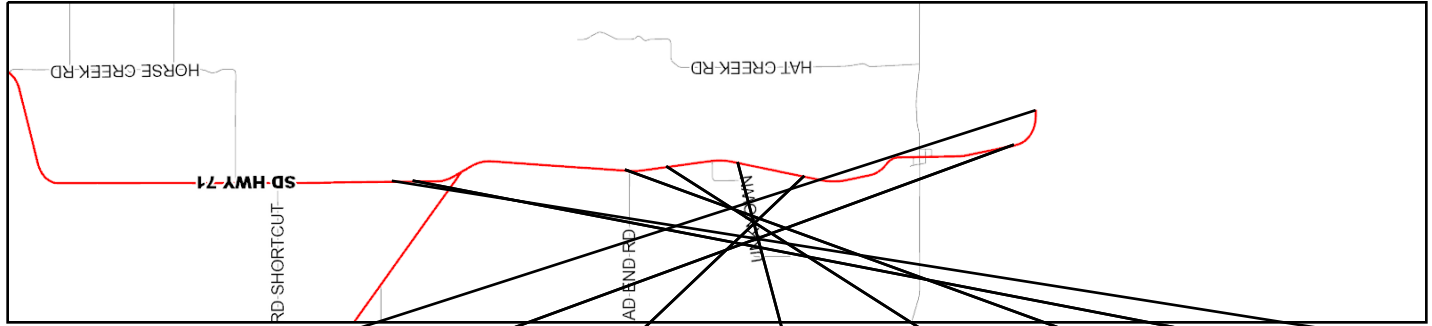 HORSE CREEK RD
HAT CREEK RD
SD HWY 71
RD SHORTCUT
AD END RD